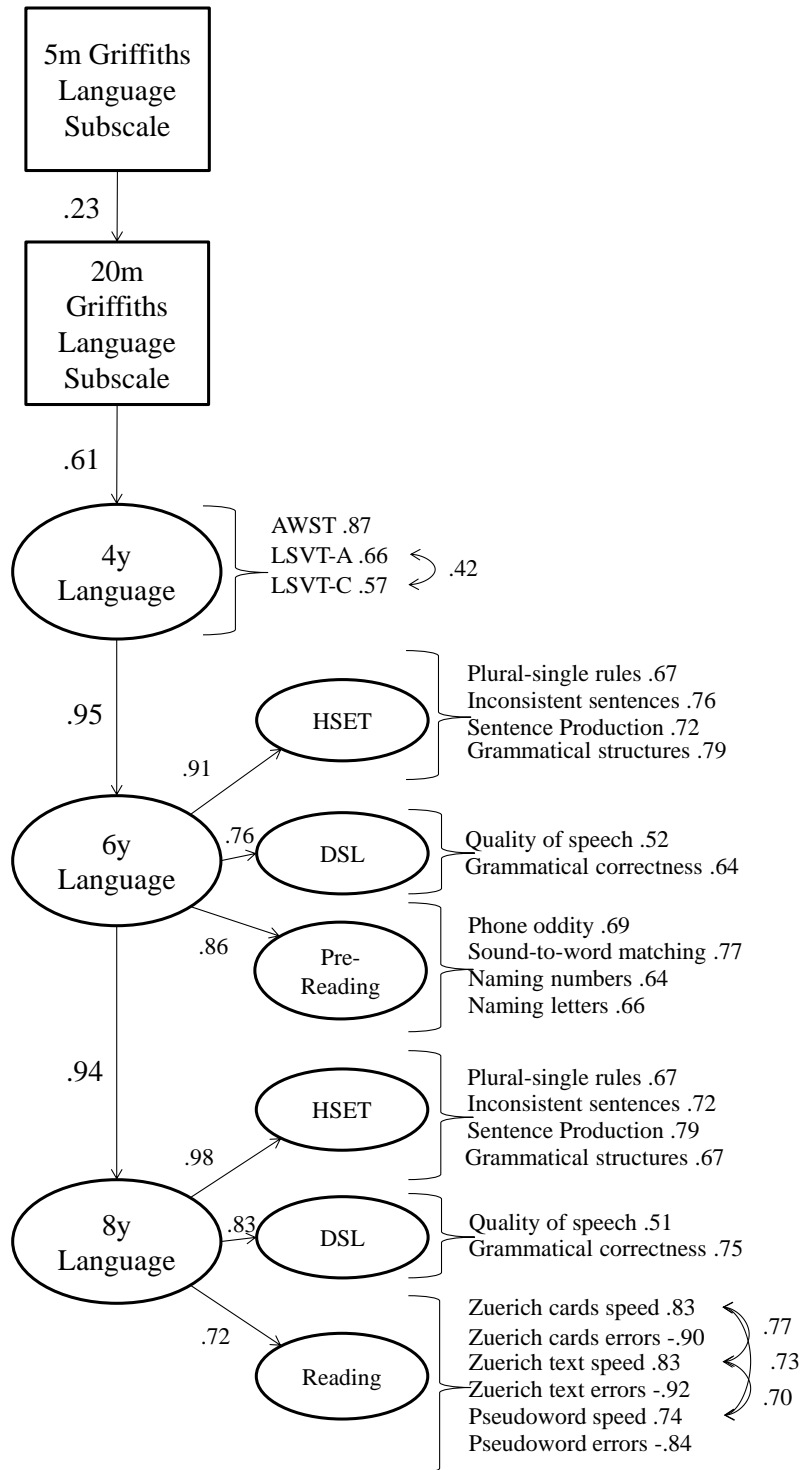 5m Griffiths
Language
Subscale
.23
20m
Griffiths
Language
Subscale
.61
4y
Language
AWST .87
LSVT-A .66
LSVT-C .57
.42
.95
6y
Language
.91
HSET
Plural-single rules .67
Inconsistent sentences .76
Sentence Production .72
Grammatical structures .79
.76
DSL
Quality of speech .52
Grammatical correctness .64
.86
Pre-
Reading
Phone oddity .69
Sound-to-word matching .77
Naming numbers .64
Naming letters .66
.94
8y
Language
.98
HSET
Plural-single rules .67
Inconsistent sentences .72
Sentence Production .79
Grammatical structures .67
.83
DSL
Quality of speech .51
Grammatical correctness .75
.72
Reading
Zuerich cards speed .83
Zuerich cards errors -.90
Zuerich text speed .83
Zuerich text errors -.92
Pseudoword speed .74
Pseudoword errors -.84
.77
.73
.70